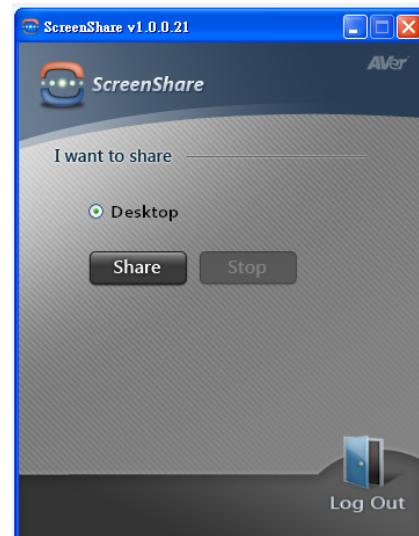 ScreenShare v1.0.0.21
AVer
ScreenShare
I want to share
Desktop
Share
Stop
Log Out